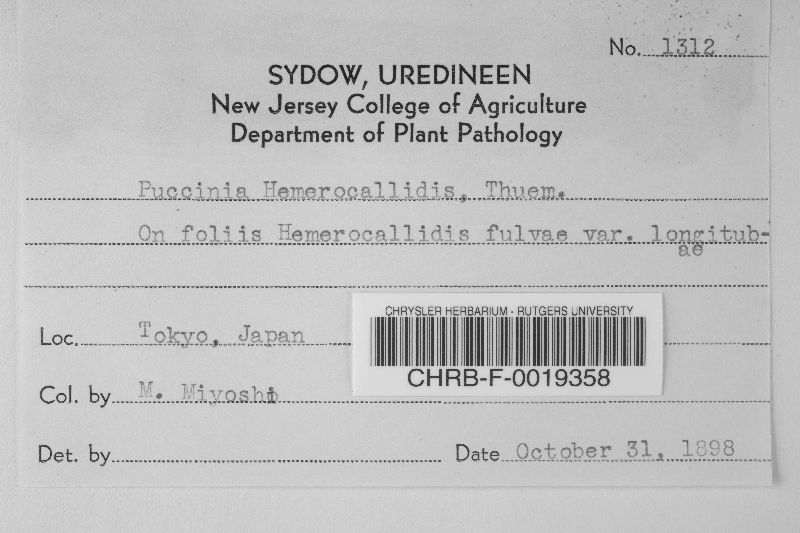 No. 1312
SYDOW, UREDINEEN
New Jersey College of Agriculture
Department of Plant Pathology
Puccinia Hemerocallidis, Thuem.
On foliis Hemerocallidis fulvae var. longitub-
ae
Loc. Tokyo, Japan
CHRYSLER HERBARIUM - RUTGERS UNIVERSITY
CHRB-F-0019358
Col. by M. Miyoshi
Det. by
Date October 31, 1898